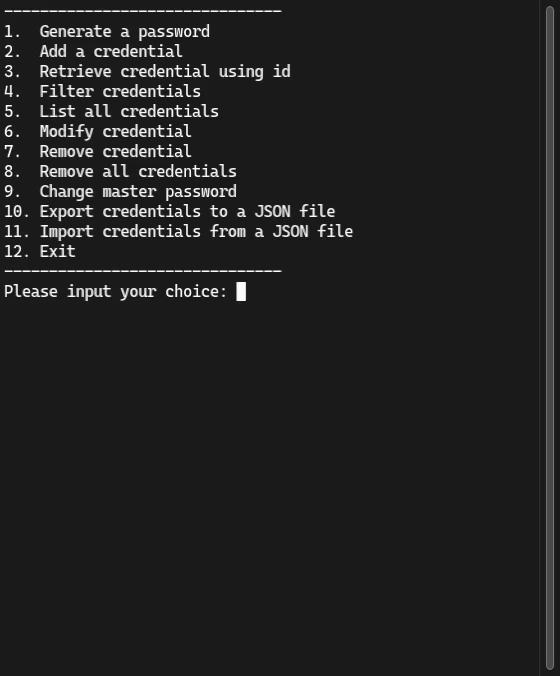 -------------------------------
1.  Generate a password
2.  Add a credential
3.  Retrieve credential using id
4.  Filter credentials
5.  List all credentials
6.  Modify credential
7.  Remove credential
8.  Remove all credentials
9.  Change master password
10. Export credentials to a JSON file
11. Import credentials from a JSON file
12. Exit
-------------------------------
Please input your choice: